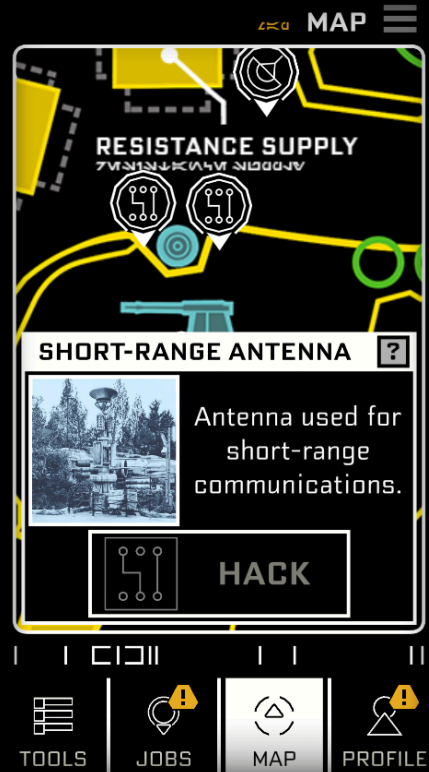 MAP
RESISTANCE SUPPLY
SHORT-RANGE ANTENNA ?
Antenna used for
short-range
communications.
HACK
TOOLS
JOBS !
MAP
PROFILE !